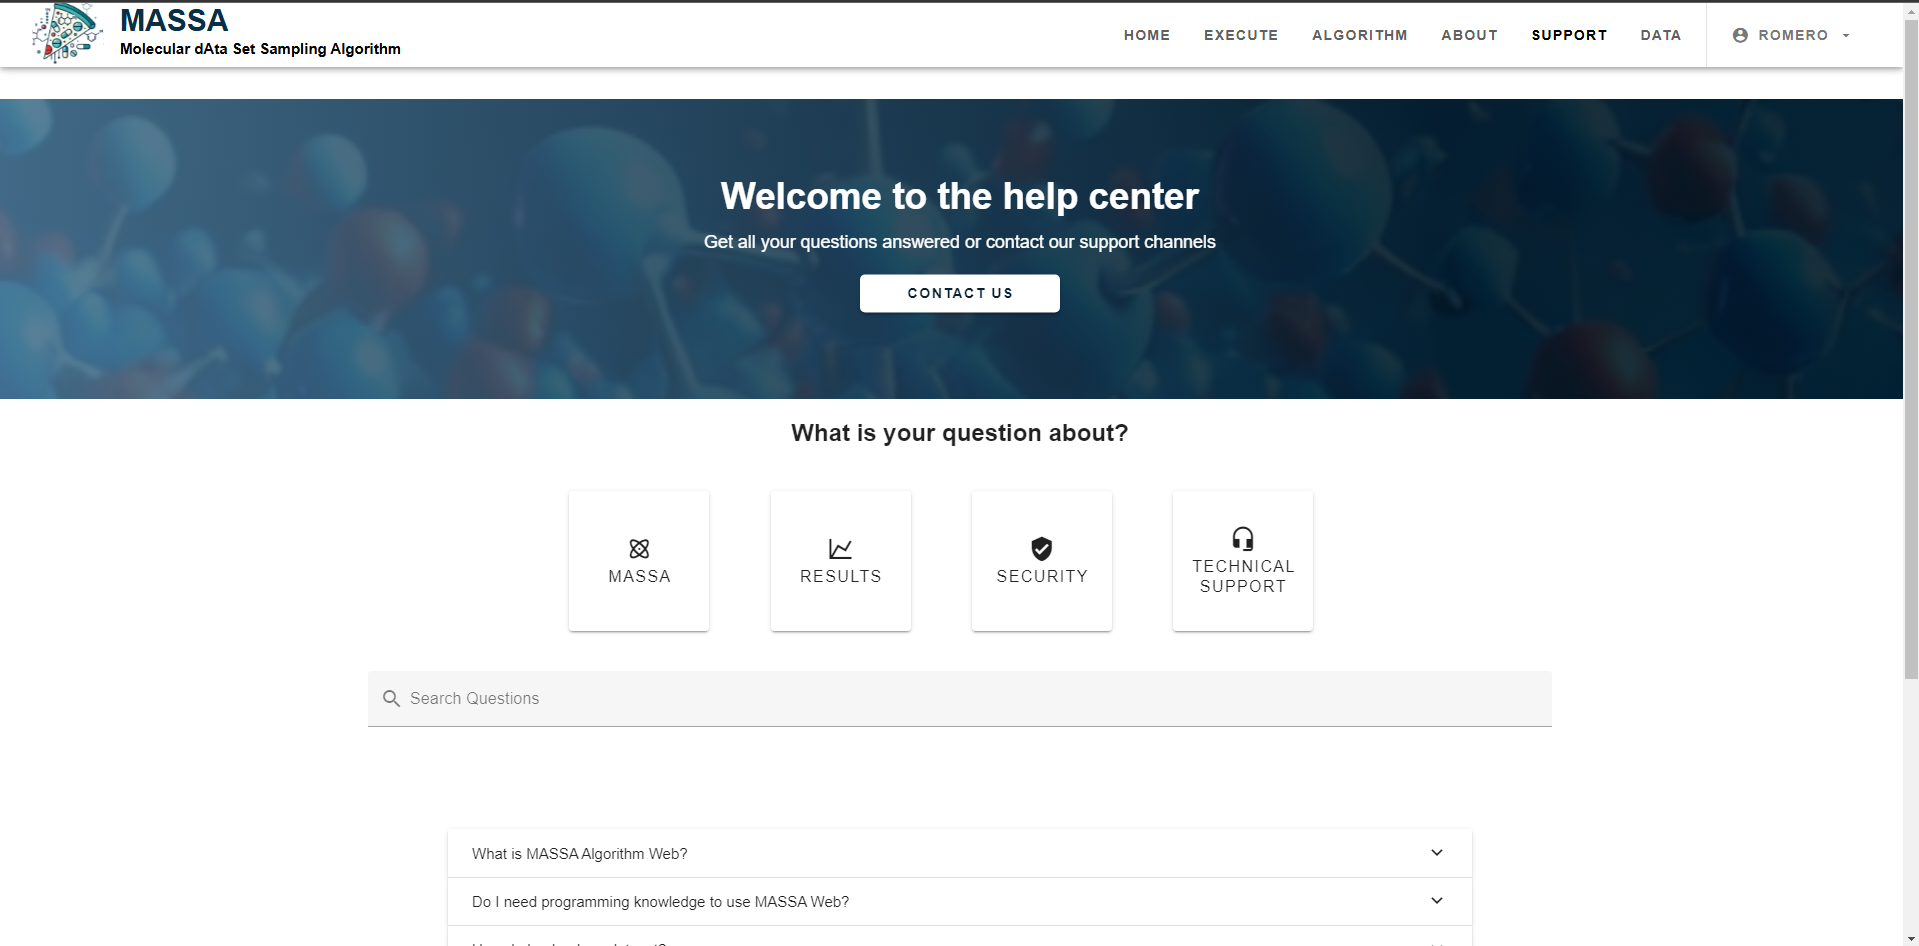 MASSA
Molecular dAta Set Sampling Algorithm
HOME
EXECUTE
ALGORITHM
ABOUT
SUPPORT
DATA
ROMERO
Welcome to the help center
Get all your questions answered or contact our support channels
CONTACT US
What is your question about?
MASSA
RESULTS
SECURITY
TECHNICAL
SUPPORT
Search Questions
What is MASSA Algorithm Web?
Do I need programming knowledge to use MASSA Web?